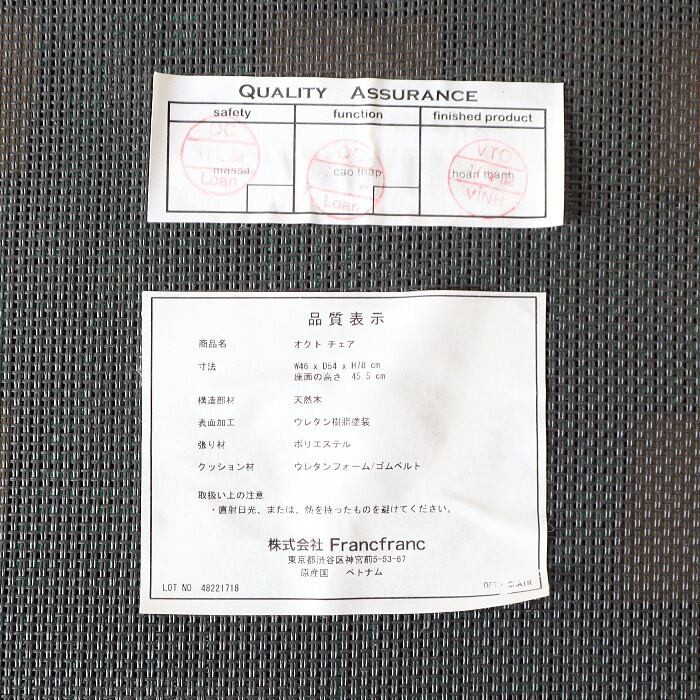 QUALITY ASSURANCE
safety function finished product
QC QC VTO
massa cao thap hoàn thành
Loan Loan VINH
品質表示
商品名 オクト チェア
寸法 W46 x D54 x H78 cm
座面の高さ 45.5 cm
構造部材 天然木
表面加工 ウレタン樹脂塗装
張り材 ポリエステル
クッション材 ウレタンフォーム/ゴムベルト
取扱い上の注意
・直射日光、または、熱を持ったものを避けてください。
株式会社 Francfranc
東京都渋谷区神宮前5-53-67
原産国 ベトナム
LOT NO 48221718